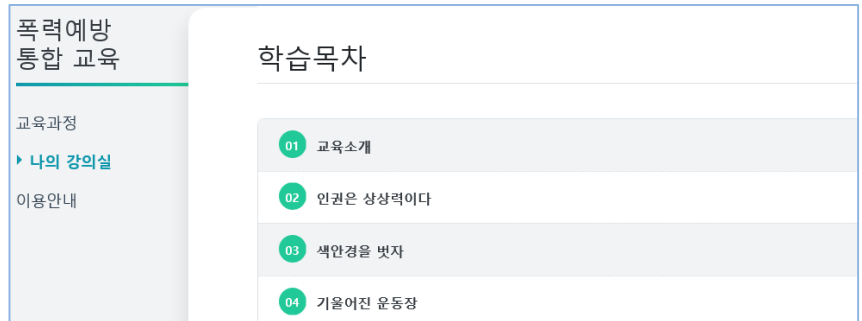 폭력예방
통합 교육
교육과정
나의 강의실
이용안내
학습목차
01 교육소개
02 인권은 상상력이다
03 색안경을 벗자
04 기울어진 운동장